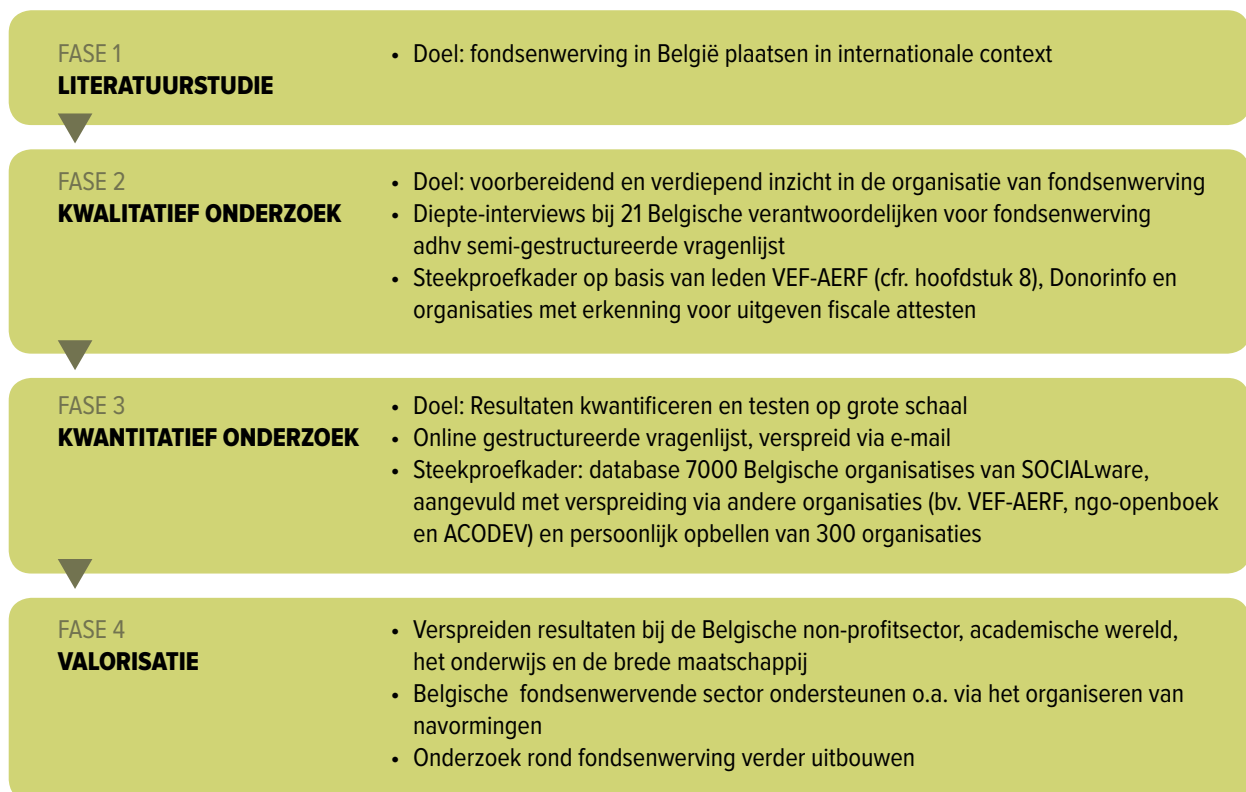 FASE 1
LITERATUURSTUDIE
• Doel: fondsenwerving in België plaatsen in internationale context
FASE 2
KWALITATIEF ONDERZOEK
• Doel: voorbereidend en verdiepend inzicht in de organisatie van fondsenwerving
• Diepte-interviews bij 21 Belgische verantwoordelijken voor fondsenwerving
adhv semi-gestructureerde vragenlijst
• Steekproefkader op basis van leden VEF-AERF (cfr. hoofdstuk 8), Donorinfo en
organisaties met erkenning voor uitgeven fiscale attesten
FASE 3
KWANTITATIEF ONDERZOEK
• Doel: Resultaten kwantificeren en testen op grote schaal
• Online gestructureerde vragenlijst, verspreid via e-mail
• Steekproefkader: database 7000 Belgische organisatises van SOCIALware,
aangevuld met verspreiding via andere organisaties (bv. VEF-AERF, ngo-openboek
en ACODEV) en persoonlijk opbellen van 300 organisaties
FASE 4
VALORISATIE
• Verspreiden resultaten bij de Belgische non-profitsector, academische wereld,
het onderwijs en de brede maatschappij
• Belgische fondsenwervende sector ondersteunen o.a. via het organiseren van
navormingen
• Onderzoek rond fondsenwerving verder uitbouwen